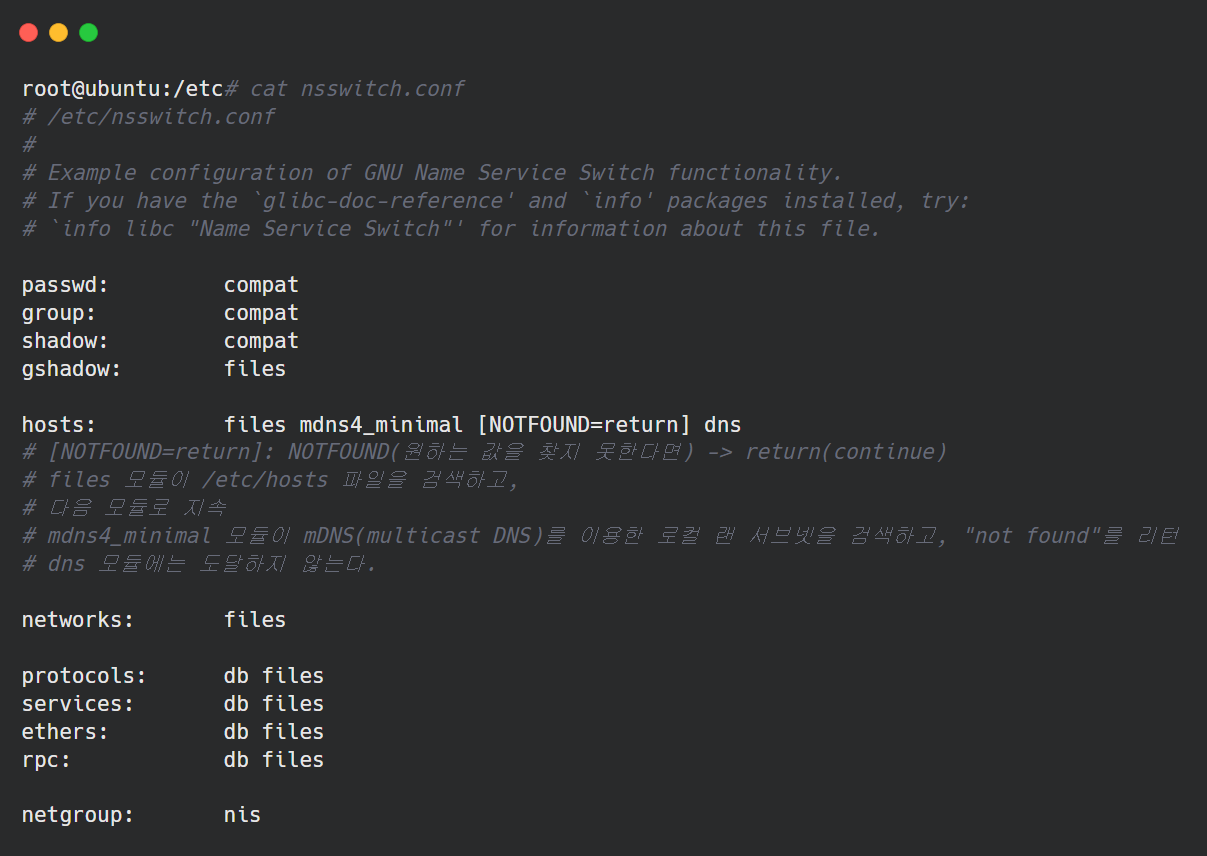 root@ubuntu:/etc# cat nsswitch.conf
# /etc/nsswitch.conf
#
# Example configuration of GNU Name Service Switch functionality.
# If you have the `glibc-doc-reference' and `info' packages installed, try:
# `info libc "Name Service Switch"' for information about this file.
passwd: compat
group: compat
shadow: compat
gshadow: files
hosts: files mdns4_minimal [NOTFOUND=return] dns
# [NOTFOUND=return]: NOTFOUND(원하는 값을 찾지 못한다면) -> return(continue)
# files 모듈이 /etc/hosts 파일을 검색하고,
# 다음 모듈로 지속
# mdns4_minimal 모듈이 mDNS(multicast DNS)를 이용한 로컬 랜 서브넷을 검색하고, "not found"를 리턴
# dns 모듈에는 도달하지 않는다.
networks: files
protocols: db files
services: db files
ethers: db files
rpc: db files
netgroup: nis